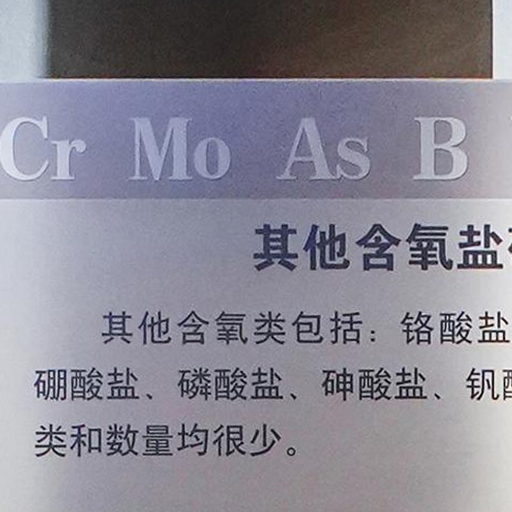 Cr Mo As B
其他含氧盐
其他含氧类包括：铬酸盐
硼酸盐、磷酸盐、砷酸盐、钒
类和数量均很少。